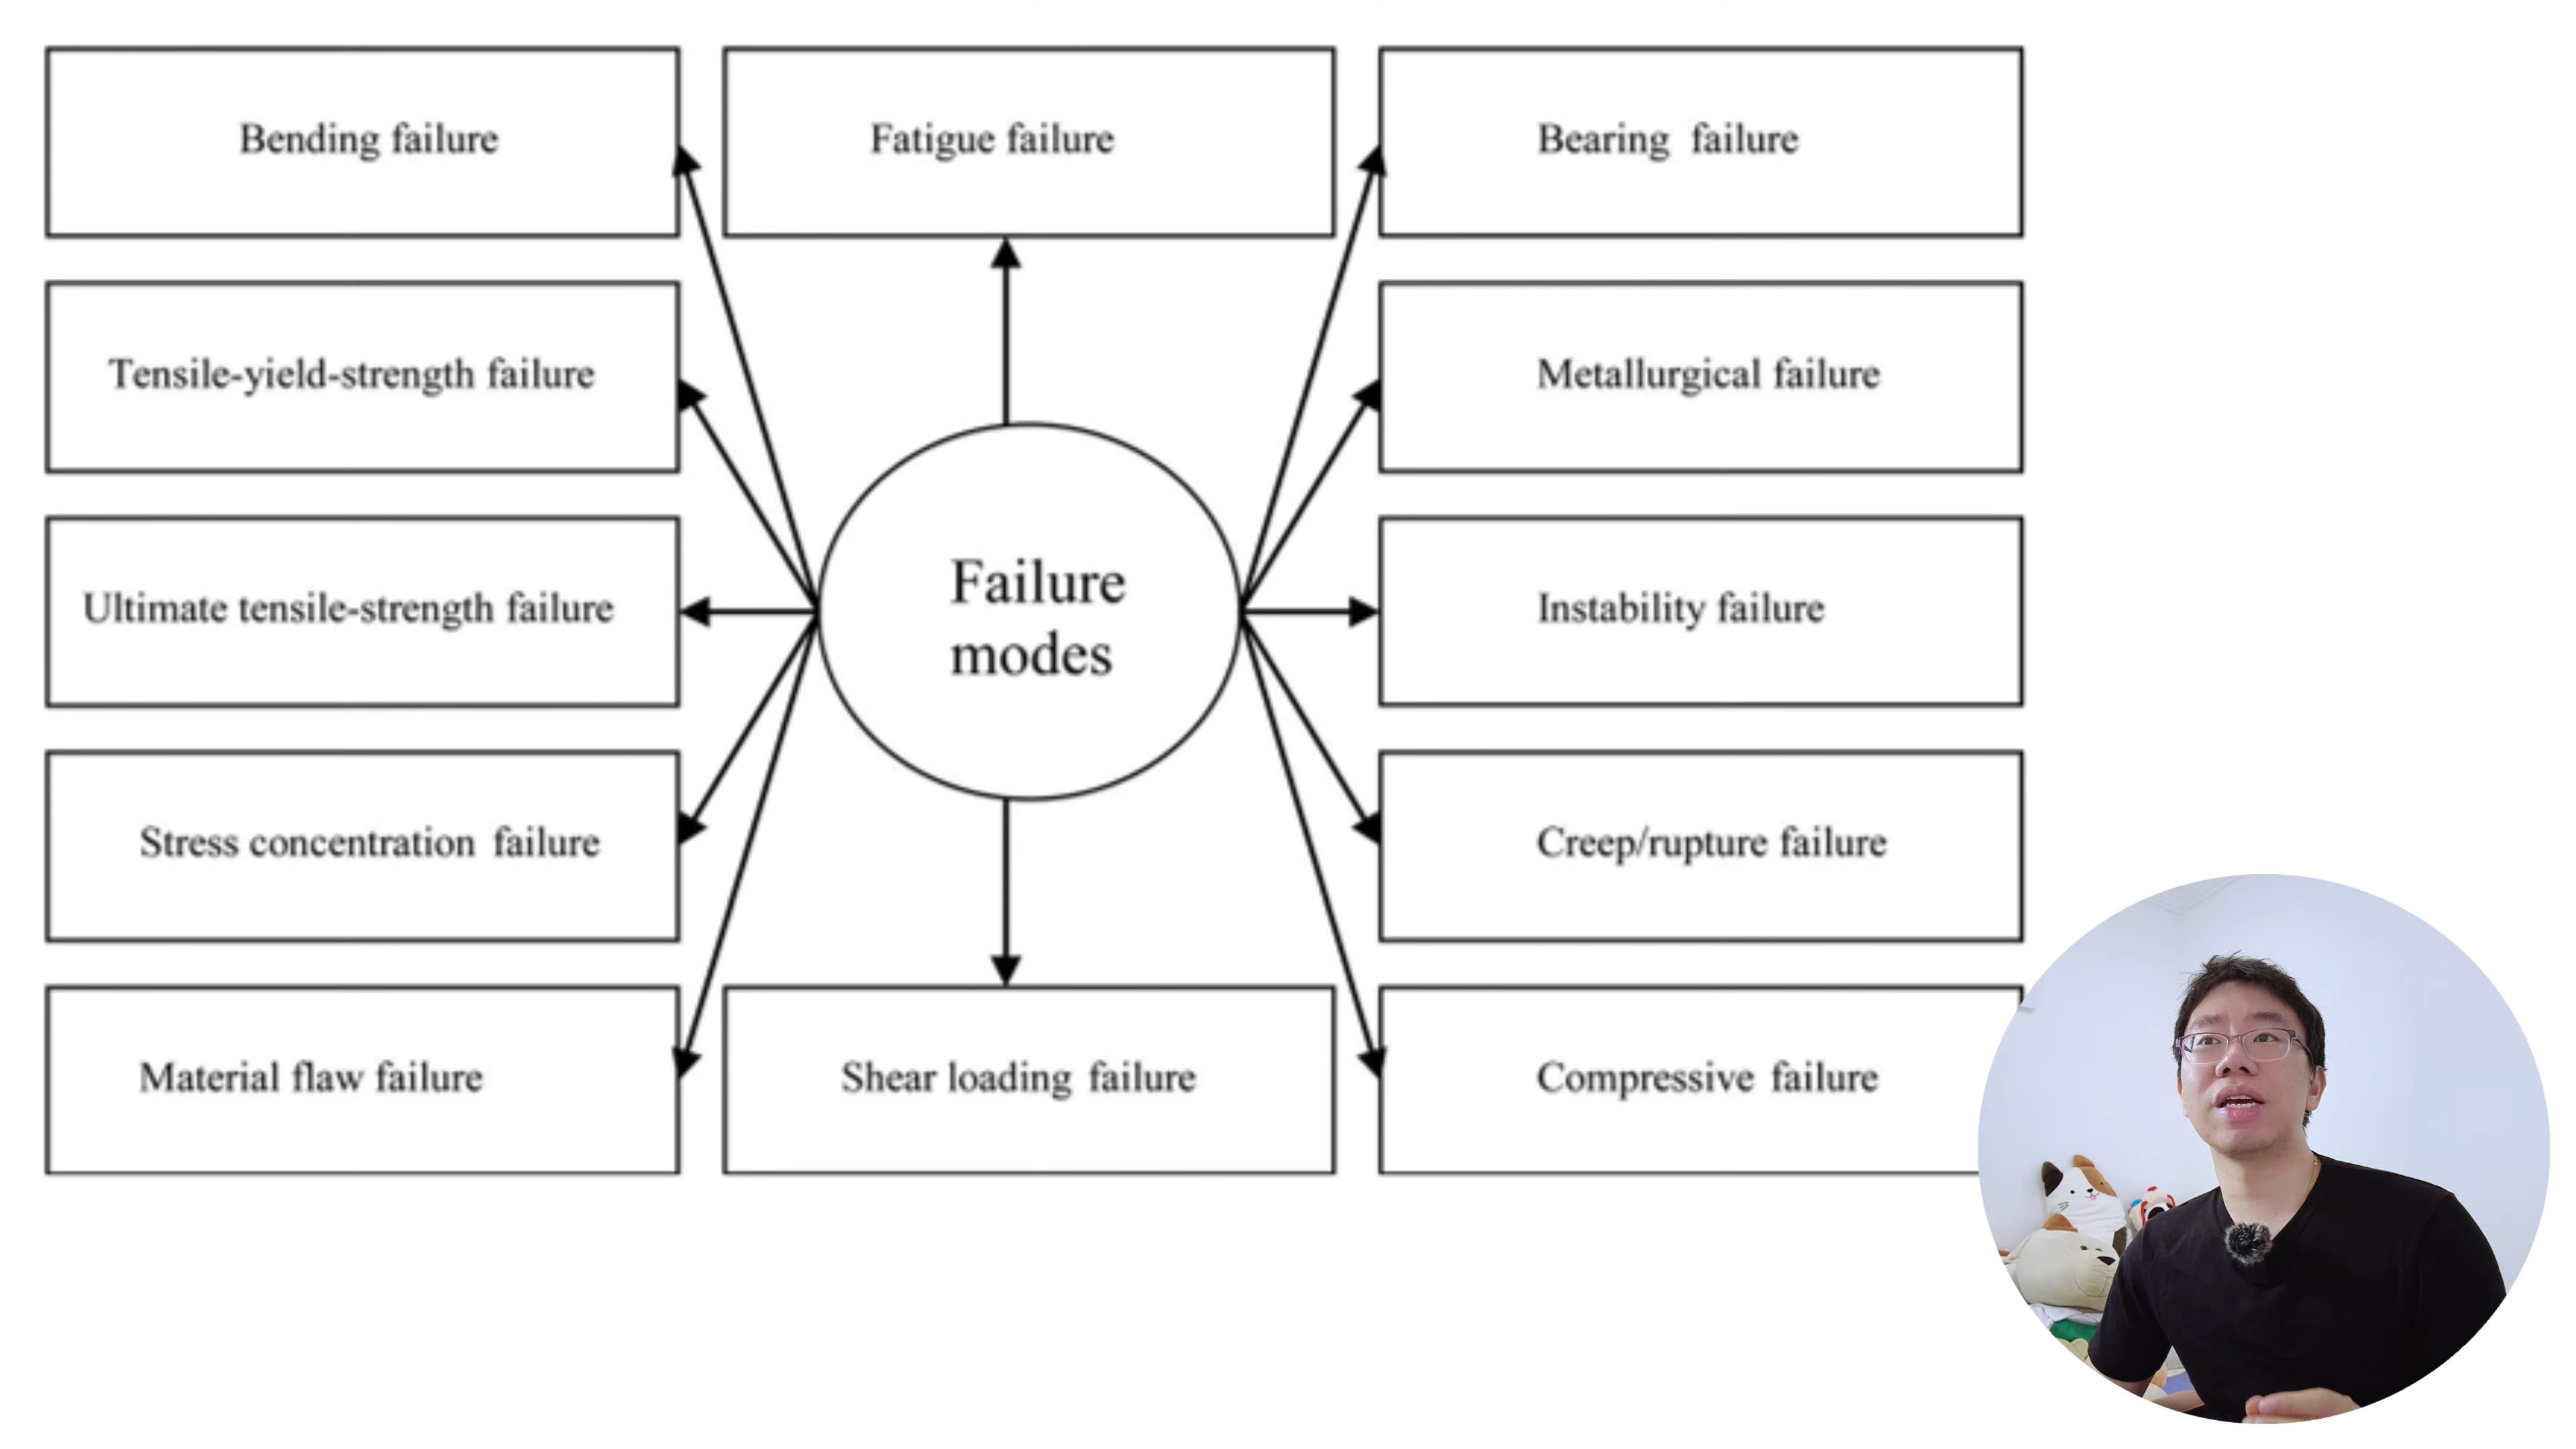 Bending failure
Fatigue failure
Bearing failure
Tensile-yield-strength failure
Metallurgical failure
Ultimate tensile-strength failure
Failure
modes
Instability failure
Stress concentration failure
Creep/rupture failure
Material flaw failure
Shear loading failure
Compressive failure